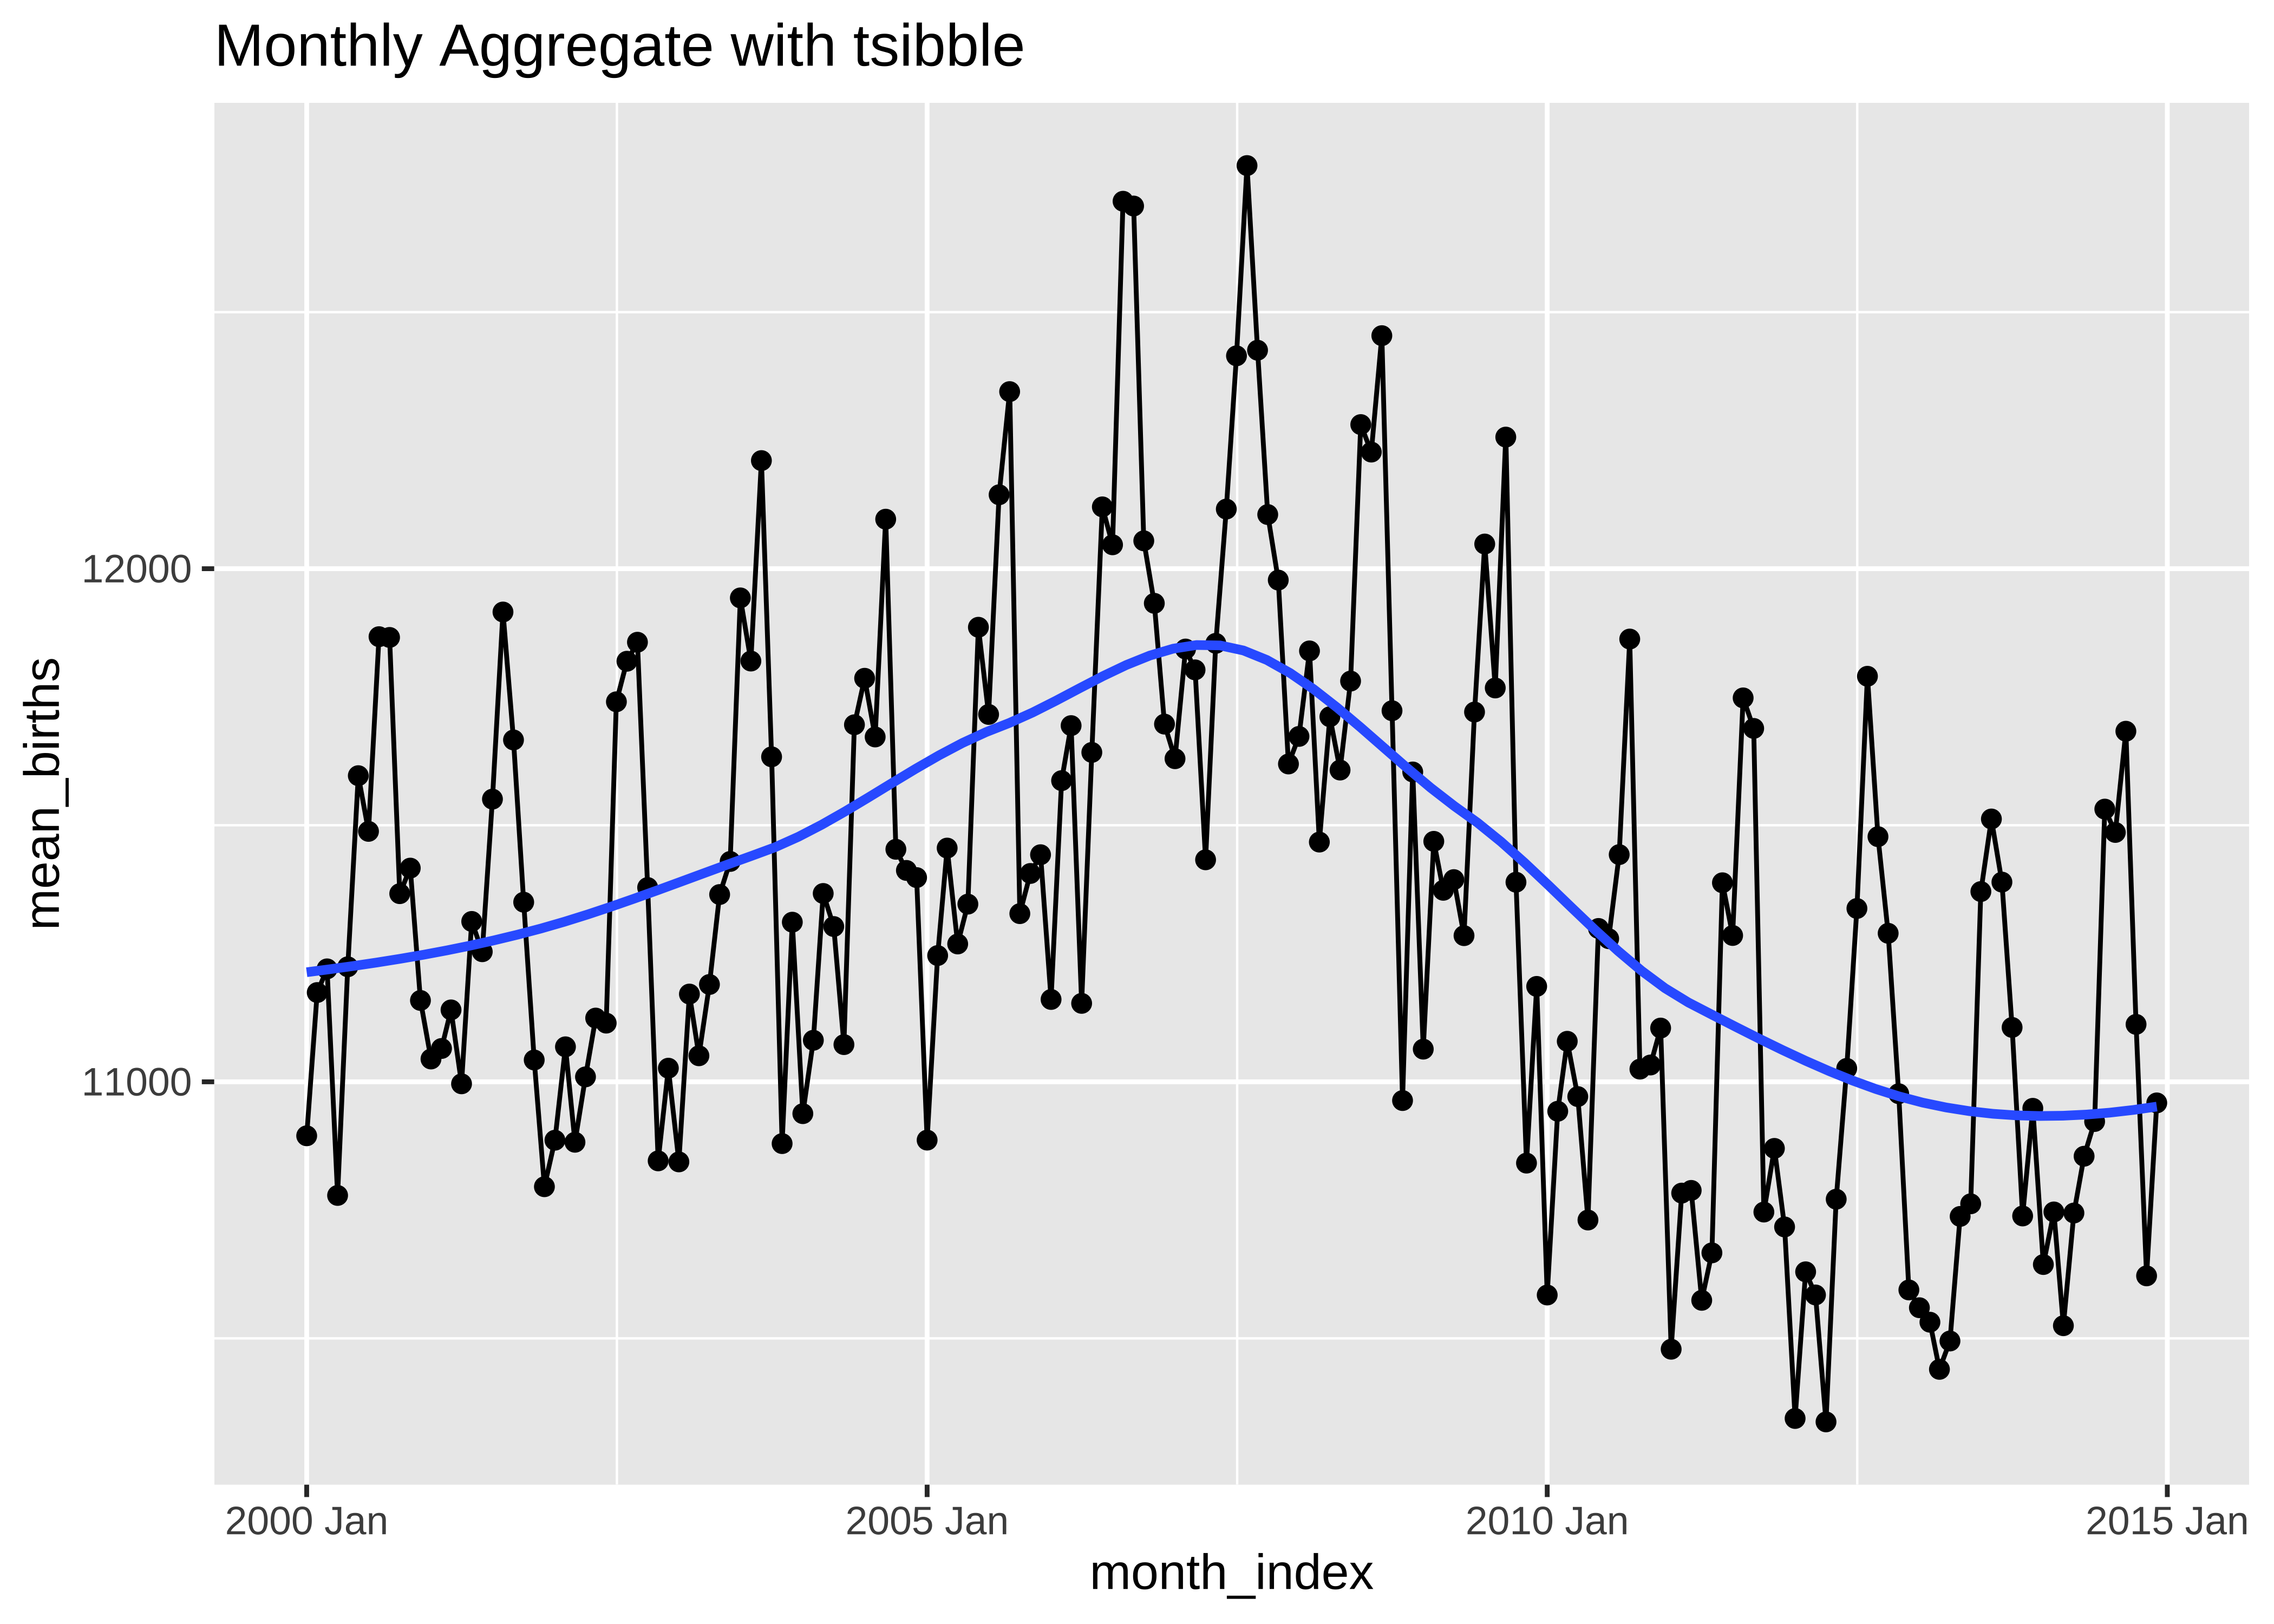 Monthly Aggregate with tsibble
mean_births
12000
11000
2000 Jan
2005 Jan
2010 Jan
2015 Jan
month_index